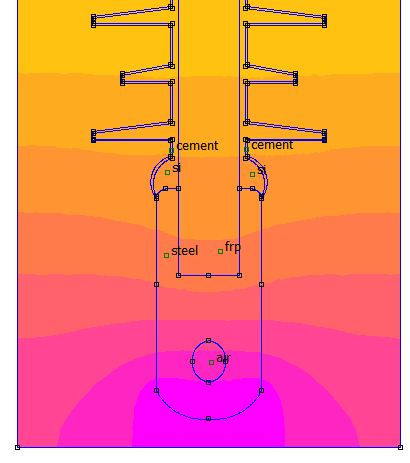 cement cement
si si
steel frp
air